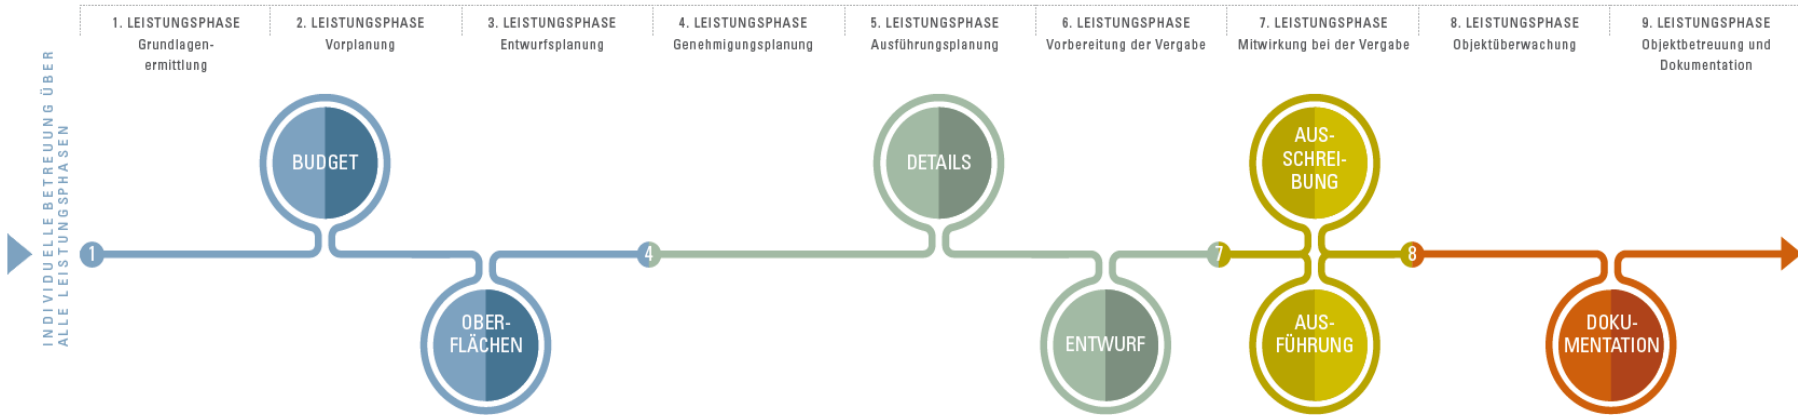 1. LEISTUNGSPHASE
Grundlagen-
ermittlung
2. LEISTUNGSPHASE
Vorplanung
3. LEISTUNGSPHASE
Entwurfsplanung
4. LEISTUNGSPHASE
Genehmigungsplanung
5. LEISTUNGSPHASE
Ausführungsplanung
6. LEISTUNGSPHASE
Vorbereitung der Vergabe
7. LEISTUNGSPHASE
Mitwirkung bei der Vergabe
8. LEISTUNGSPHASE
Objektüberwachung
9. LEISTUNGSPHASE
Objektbetreuung und
Dokumentation
INDIVIDUELLE BETREUUNG ÜBER
ALLE LEISTUNGSPHASEN
1
BUDGET
OBER-
FLÄCHEN
4
DETAILS
ENTWURF
7
AUS-
SCHREI-
BUNG
AUS-
FÜHRUNG
8
DOKU-
MENTATION